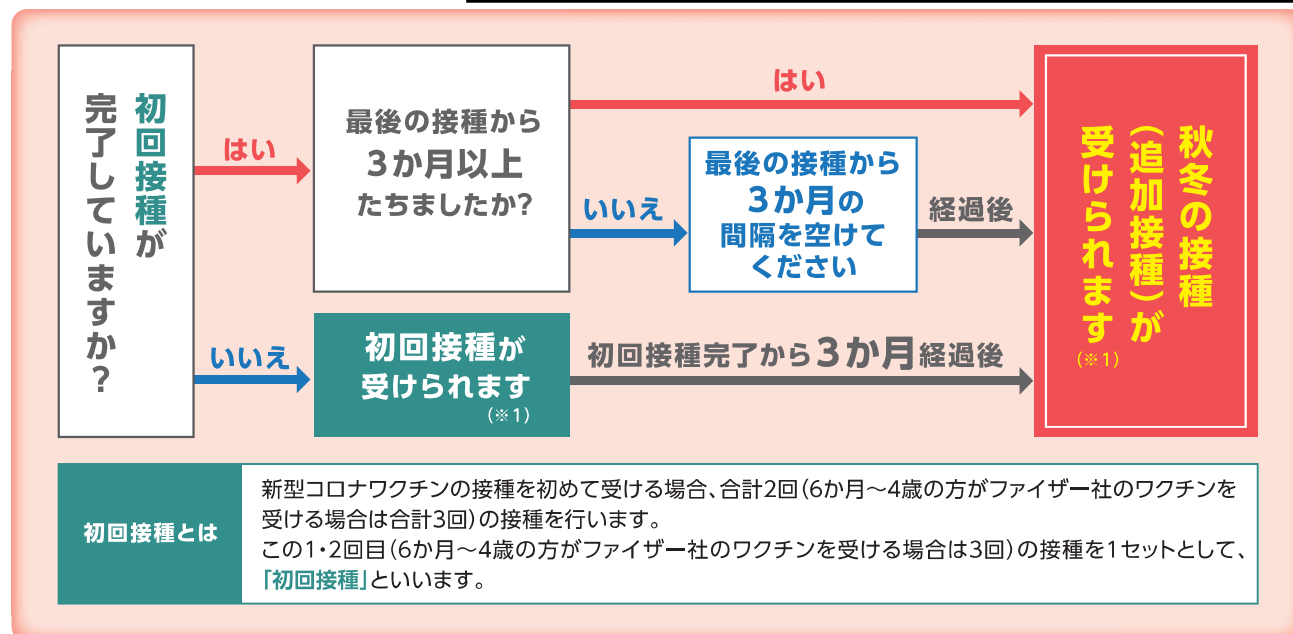 初回接種が
完了していますか？
はい
いいえ
最後の接種から
3か月以上
たちましたか？
はい
いいえ
最後の接種から
3か月の
間隔を空けて
ください
経過後
初回接種が
受けられます
(※1)
初回接種完了から3か月経過後
秋冬の接種
(追加接種)が
受けられます
(※1)
初回接種とは
新型コロナワクチンの接種を初めて受ける場合、合計2回(6か月～4歳の方がファイザー社のワクチンを
受ける場合は合計3回)の接種を行います。
この1・2回目(6か月～4歳の方がファイザー社のワクチンを受ける場合は3回)の接種を1セットとして、
「初回接種」といいます。